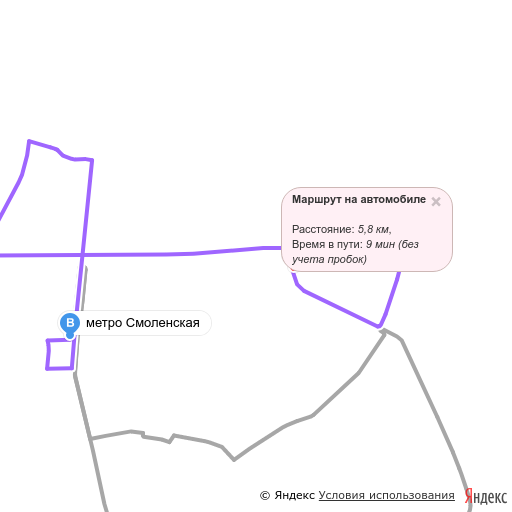 Маршрут на автомобиле
Расстояние: 5,8 км,
Время в пути: 9 мин (без
учета пробок)
B
метро Смоленская
© Яндекс Условия использования
Яндекс